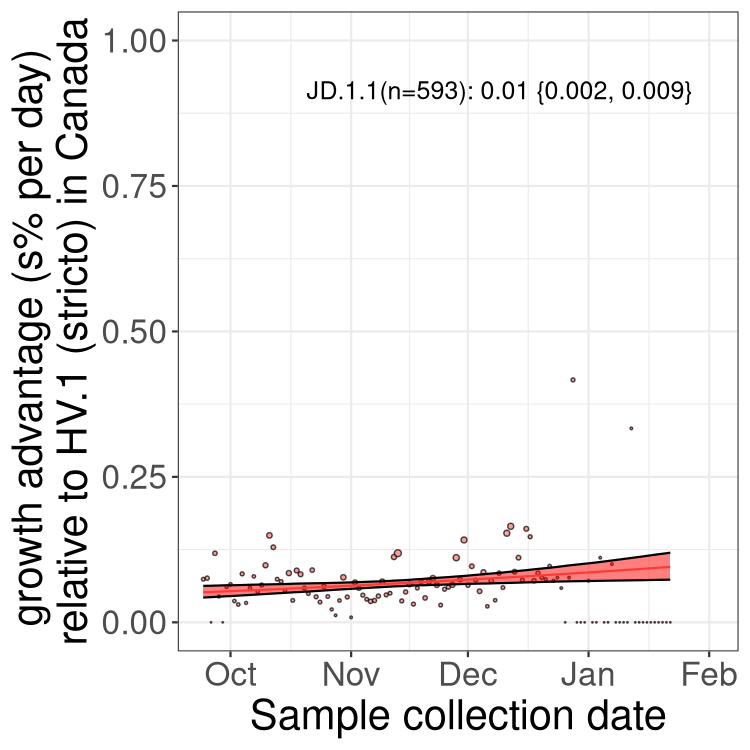 growth advantage (s% per day)
relative to HV.1 (stricto) in Canada
1.00
0.75
0.50
0.25
0.00
JD.1.1(n=593): 0.01 {0.002, 0.009}
Oct
Nov
Dec
Jan
Feb
Sample collection date